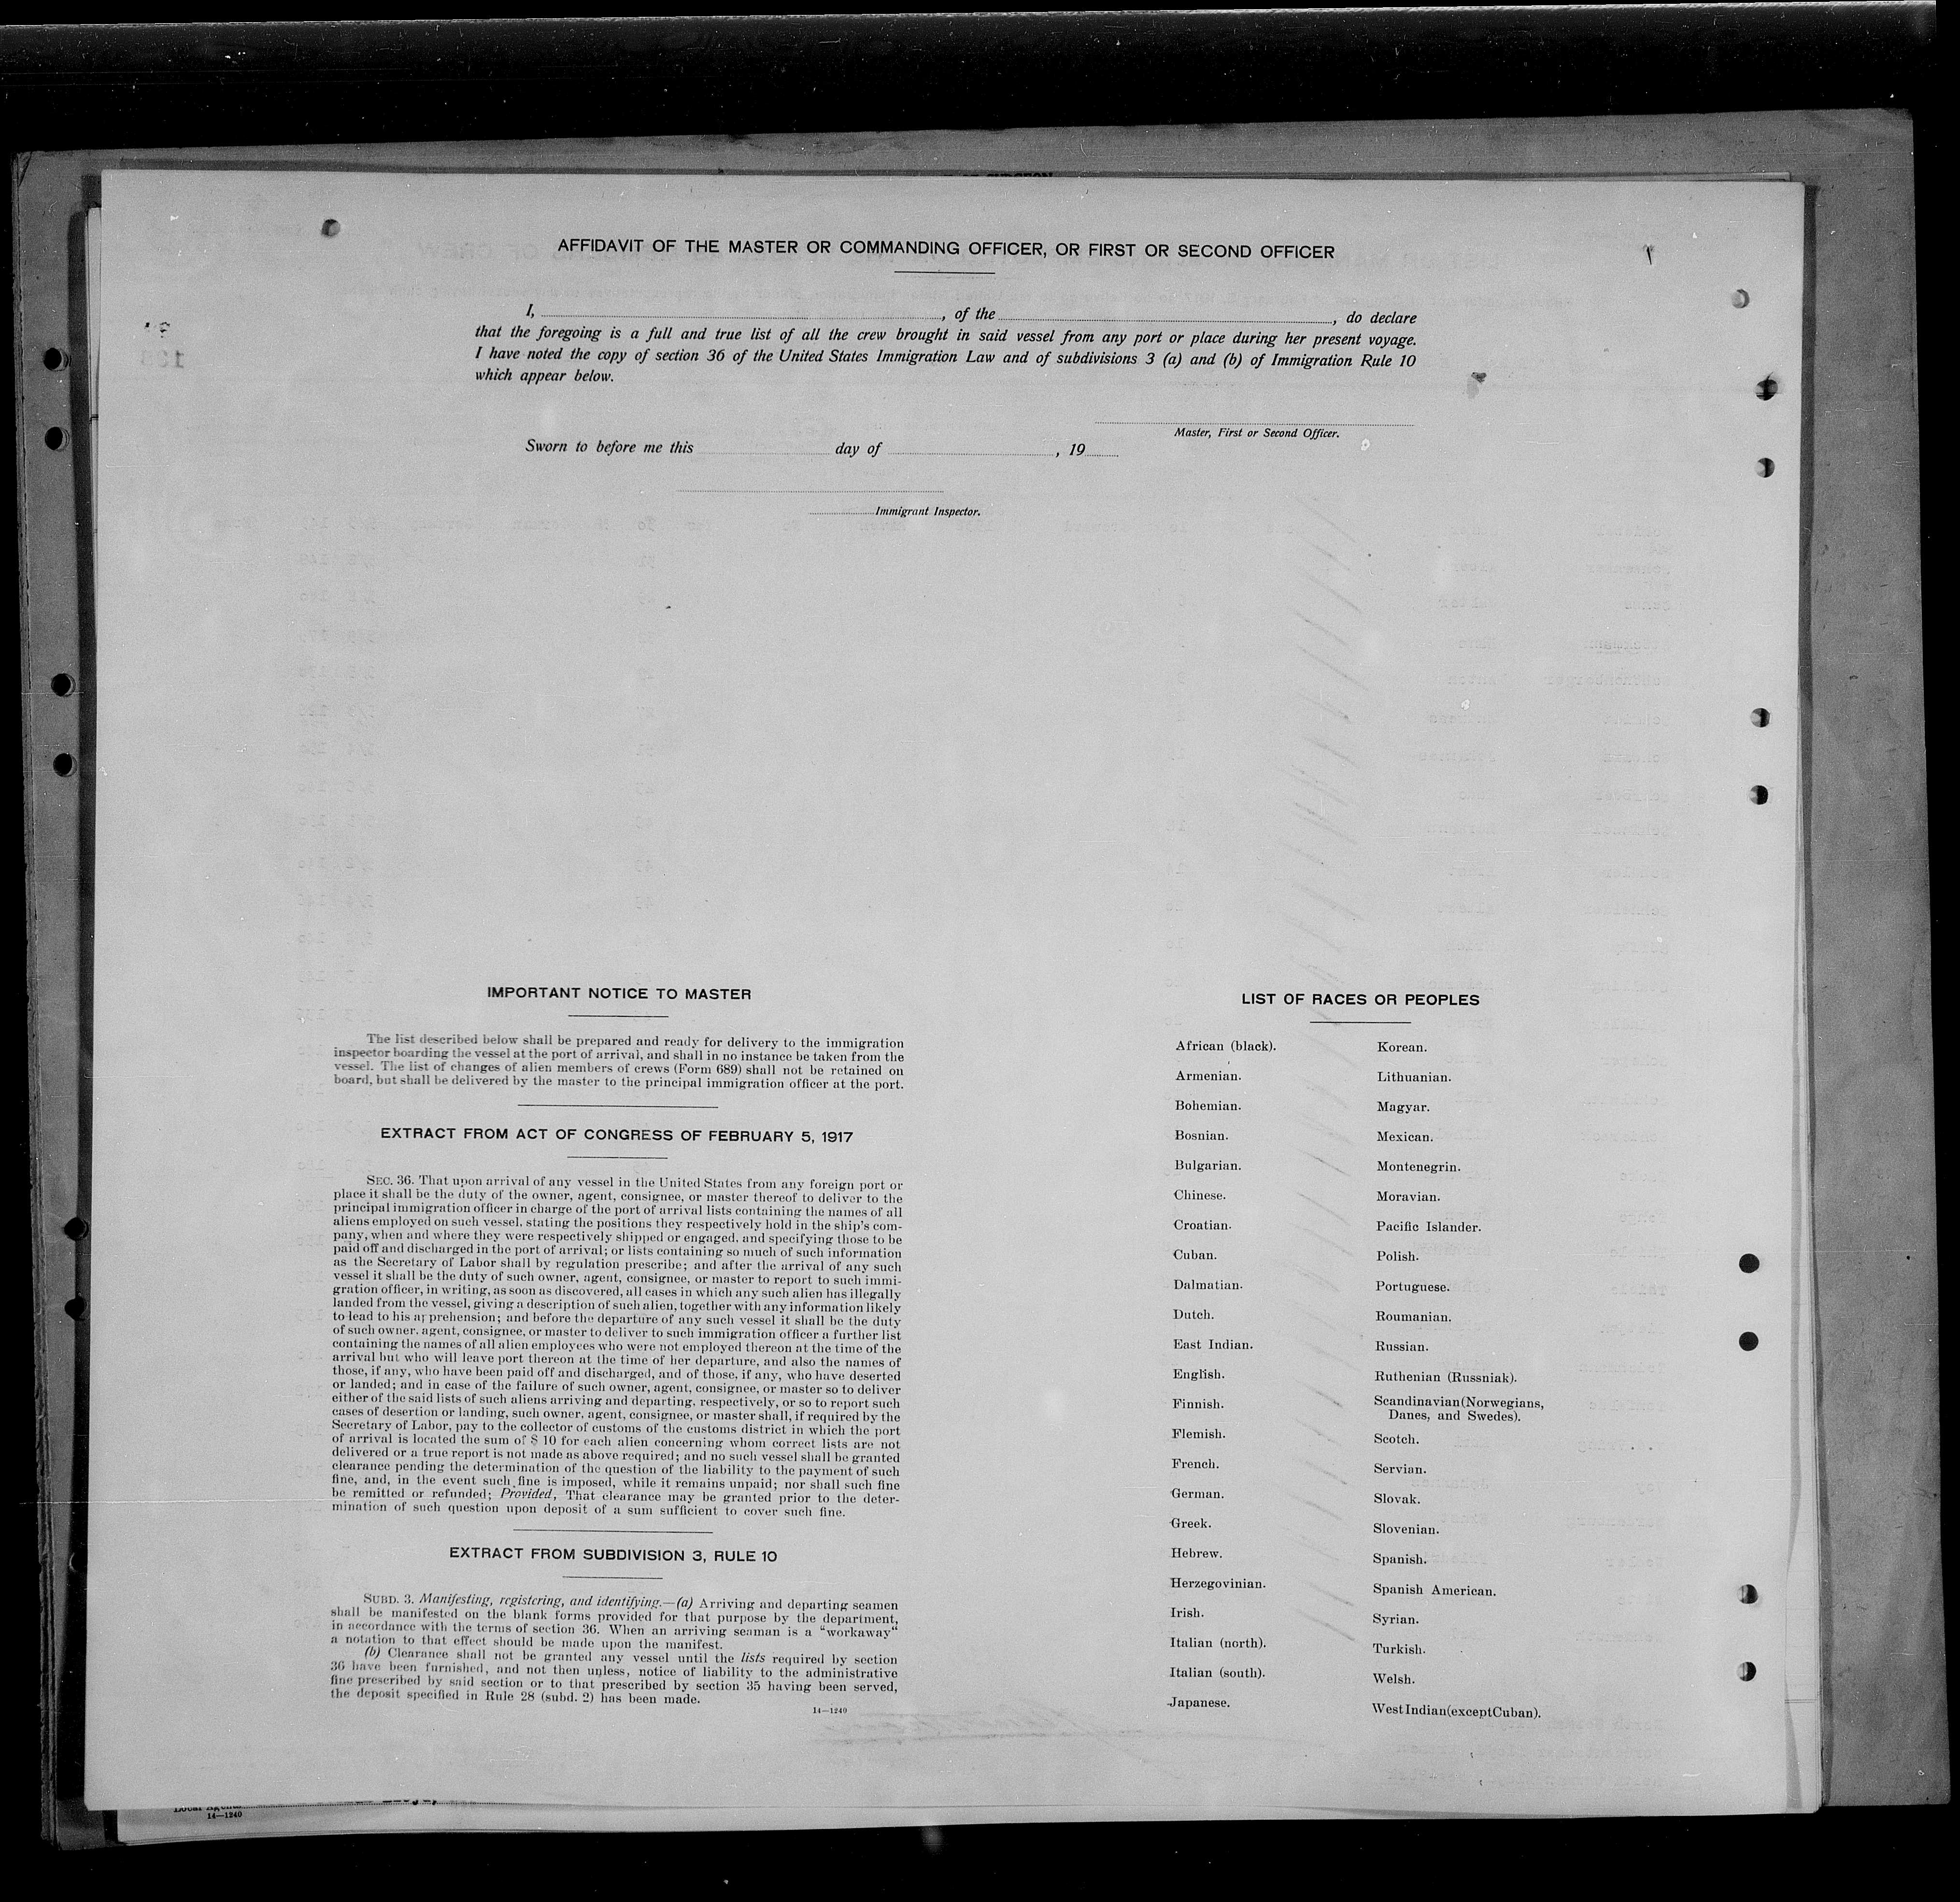 AFFIDAVIT OF THE MASTER OR COMMANDING OFFICER, OR FIRST OR SECOND OFFICER
I, , of the , do declare
that the foregoing is a full and true list of all the crew brought in said vessel from any port or place during her present voyage.
I have noted the copy of section 36 of the United States Immigration Law and of subdivisions 3 (a) and (b) of Immigration Rule 10
which appear below.
Master, First or Second Officer.
Sworn to before me this day of , 19
Immigrant Inspector.
IMPORTANT NOTICE TO MASTER
The list described below shall be prepared and ready for delivery to the immigration
inspector boarding the vessel at the port of arrival, and shall in no instance be taken from the
vessel. The list of changes of alien members of crews (Form 689) shall not be retained on
board, but shall be delivered by the master to the principal immigration officer at the port.
EXTRACT FROM ACT OF CONGRESS OF FEBRUARY 5, 1917
SEC. 36. That upon arrival of any vessel in the United States from any foreign port or
place it shall be the duty of the owner, agent, consignee, or master thereof to deliver to the
principal immigration officer in charge of the port of arrival lists containing the names of all
aliens employed on such vessel, stating the positions they respectively hold in the ship's com-
pany, when and where they were respectively shipped or engaged, and specifying those to be
paid off and discharged in the port of arrival; or lists containing so much of such information
as the Secretary of Labor shall by regulation prescribe; and after the arrival of any such
vessel it shall be the duty of such owner, agent, consignee, or master to report to such immi-
gration officer, in writing, as soon as discovered, all cases in which any such alien has illegally
landed from the vessel, giving a description of such alien, together with any information likely
to lead to his apprehension; and before the departure of any such vessel it shall be the duty
of such owner, agent, consignee, or master to deliver to such immigration officer a further list
containing the names of all alien employees who were not employed thereon at the time of the
arrival but who will leave port thereon at the time of her departure, and also the names of
those, if any, who have been paid off and discharged, and of those, if any, who have deserted
or landed; and in case of the failure of such owner, agent, consignee, or master so to deliver
either of the said lists of such aliens arriving and departing, respectively, or so to report such
cases of desertion or landing, such owner, agent, consignee, or master shall, if required by the
Secretary of Labor, pay to the collector of customs of the customs district in which the port
of arrival is located the sum of $ 10 for each alien concerning whom correct lists are not
delivered or a true report is not made as above required; and no such vessel shall be granted
clearance pending the determination of the question of the liability to the payment of such
fine, and, in the event such fine is imposed, while it remains unpaid; nor shall such fine
be remitted or refunded; Provided, That clearance may be granted prior to the deter-
mination of such question upon deposit of a sum sufficient to cover such fine.
EXTRACT FROM SUBDIVISION 3, RULE 10
SUBD. 3. Manifesting, registering, and identifying.—(a) Arriving and departing seamen
shall be manifested on the blank forms provided for that purpose by the department,
in accordance with the terms of section 36. When an arriving seaman is a “workaway“
a notation to that effect should be made upon the manifest.
(b) Clearance shall not be granted any vessel until the lists required by section
36 have been furnished, and not then unless, notice of liability to the administrative
fine prescribed by said section or to that prescribed by section 35 having been served,
the deposit specified in Rule 28 (subd. 2) has been made.
14—1240
LIST OF RACES OR PEOPLES
African (black).
Armenian.
Bohemian.
Bosnian.
Bulgarian.
Chinese.
Croatian.
Cuban.
Dalmatian.
Dutch.
East Indian.
English.
Finnish.
Flemish.
French.
German.
Greek.
Hebrew.
Herzegovinian.
Irish.
Italian (north).
Italian (south).
Japanese.
Korean.
Lithuanian.
Magyar.
Mexican.
Montenegrin.
Moravian.
Pacific Islander.
Polish.
Portuguese.
Roumanian.
Russian.
Ruthenian (Russniak).
Scandinavian (Norwegians,
Danes, and Swedes).
Scotch.
Servian.
Slovak.
Slovenian.
Spanish.
Spanish American.
Syrian.
Turkish.
Welsh.
West Indian (except Cuban).
14—1240